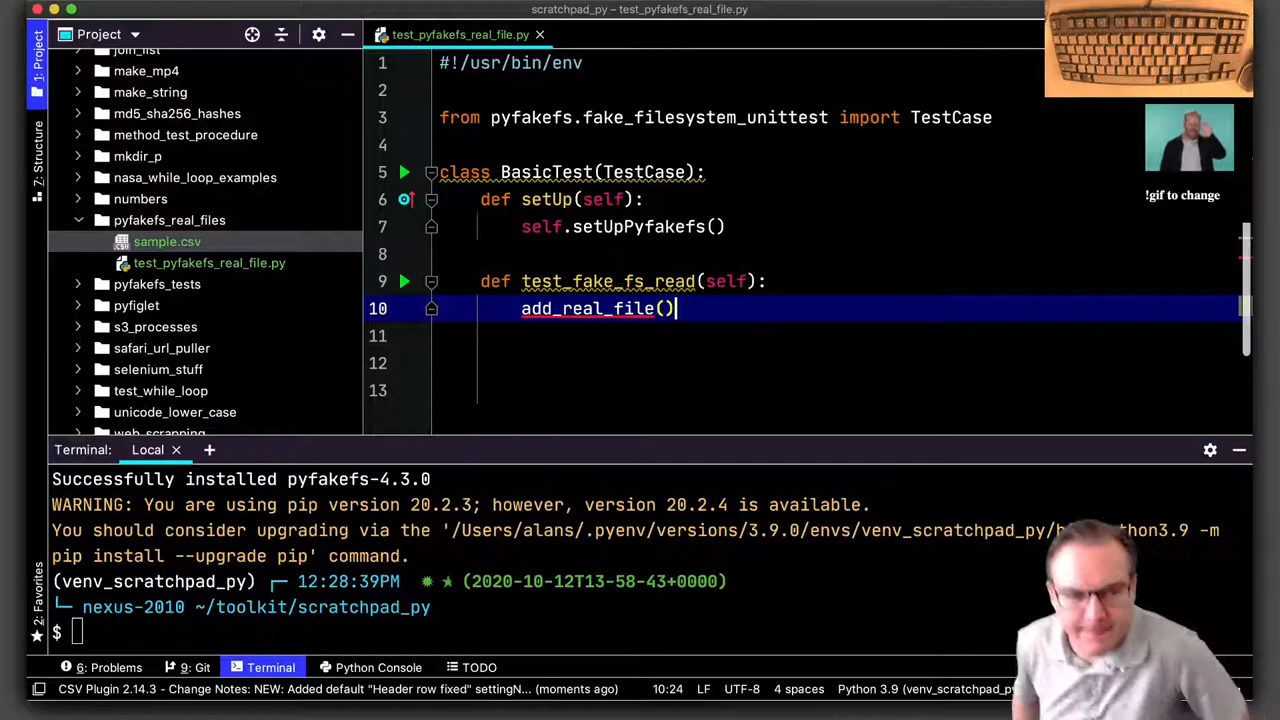 scratchpad_py – test_pyfakefs_real_file.py
1: Project
7: Structure
2: Favorites
Project
join_list
make_mp4
make_string
md5_sha256_hashes
method_test_procedure
mkdir_p
nasa_while_loop_examples
numbers
pyfakefs_real_files
sample.csv
test_pyfakefs_real_file.py
pyfakefs_tests
pyfiglet
s3_processes
safari_url_puller
selenium_stuff
test_while_loop
unicode_lower_case
web_scrapping
test_pyfakefs_real_file.py
1 #!/usr/bin/env
2
3 from pyfakefs.fake_filesystem_unittest import TestCase
4
5 class BasicTest(TestCase):
6 def setUp(self):
7 self.setUpPyfakefs()
8
9 def test_fake_fs_read(self):
10 add_real_file()
11
12
13
!gif to change
Terminal: Local +
Successfully installed pyfakefs-4.3.0
WARNING: You are using pip version 20.2.3; however, version 20.2.4 is available.
You should consider upgrading via the '/Users/alans/.pyenv/versions/3.9.0/envs/venv_scratchpad_py/b thon3.9 -m
pip install --upgrade pip' command.
(venv_scratchpad_py) 12:28:39PM (2020-10-12T13-58-43+0000)
nexus-2010 ~/toolkit/scratchpad_py
$
6: Problems 9: Git Terminal Python Console TODO
CSV Plugin 2.14.3 - Change Notes: NEW: Added default "Header row fixed" settingN... (moments ago) 10:24 LF UTF-8 4 spaces Python 3.9 (venv_scratchpad_p